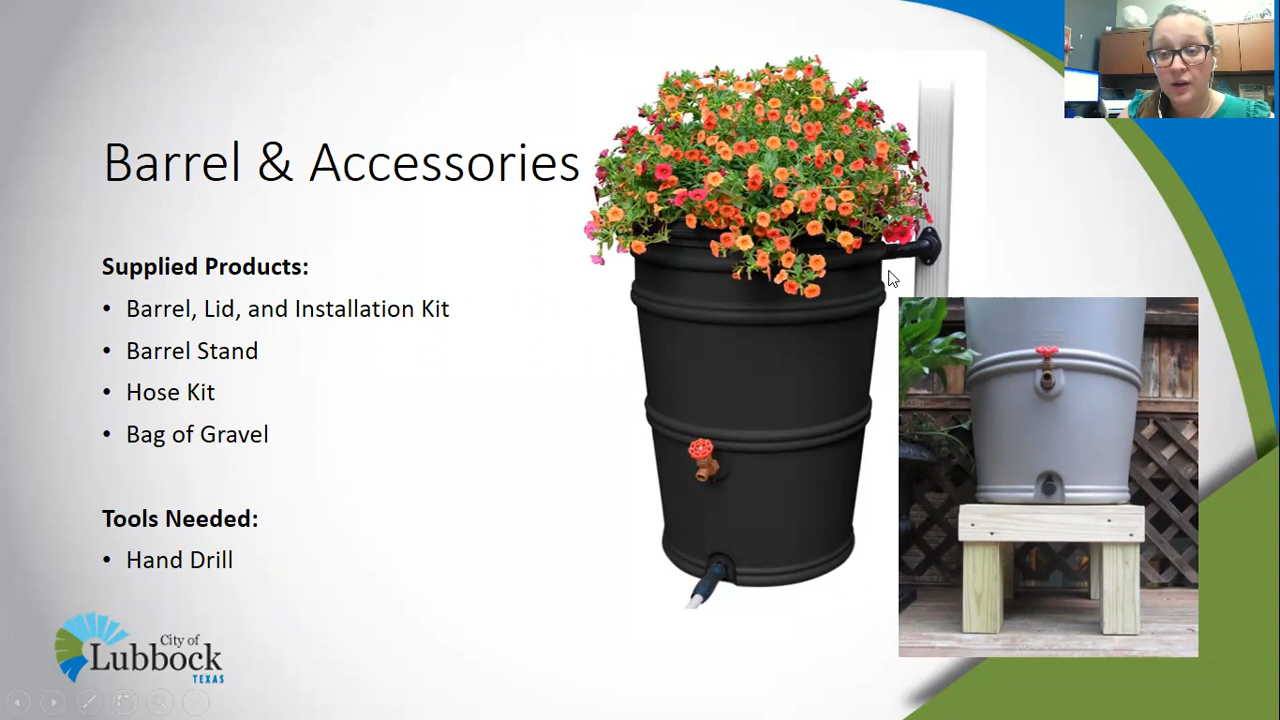 Barrel & Accessories
Supplied Products:
• Barrel, Lid, and Installation Kit
• Barrel Stand
• Hose Kit
• Bag of Gravel
Tools Needed:
• Hand Drill
City of
Lubbock
TEXAS